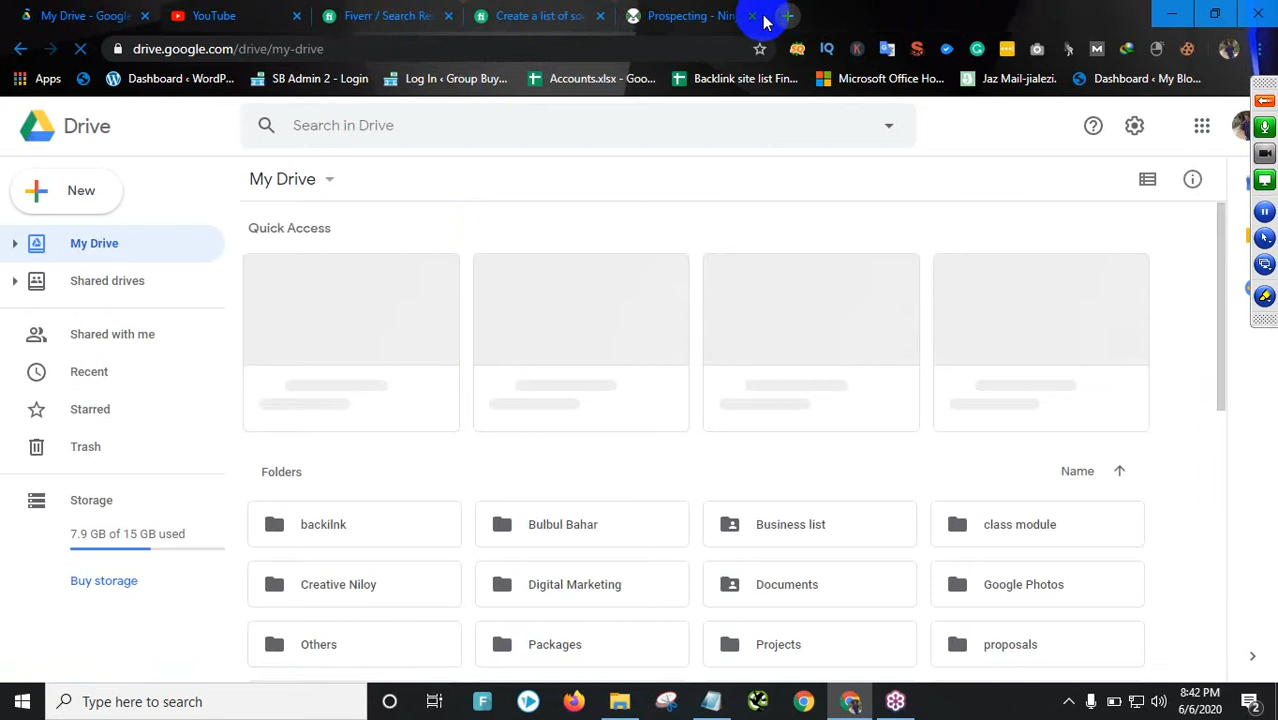 My Drive - Google
YouTube
Fiverr / Search Re
Create a list of so
Prospecting - Nin
drive.google.com/drive/my-drive
Apps
Dashboard ‹ WordP...
SB Admin 2 - Login
Log In ‹ Group Buy...
Accounts.xlsx - Goo...
Backlink site list Fin...
Microsoft Office Ho...
Jaz Mail-jialezi.
Dashboard ‹ My Blo...
Drive
Search in Drive
New
My Drive
My Drive
Shared drives
Shared with me
Recent
Starred
Trash
Storage
7.9 GB of 15 GB used
Buy storage
Quick Access
Folders
Name
backilnk
Bulbul Bahar
Business list
class module
Creative Niloy
Digital Marketing
Documents
Google Photos
Others
Packages
Projects
proposals
Type here to search
8:42 PM
6/6/2020
2